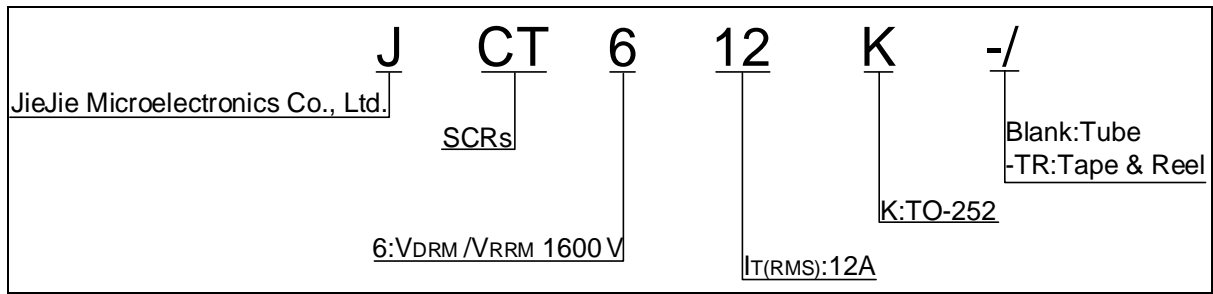 J CT 6 12 K -/
JieJie Microelectronics Co., Ltd.
SCRs
Blank:Tube
-TR:Tape & Reel
K:TO-252
6:VDRM /VRRM 1600 V
IT(RMS):12A